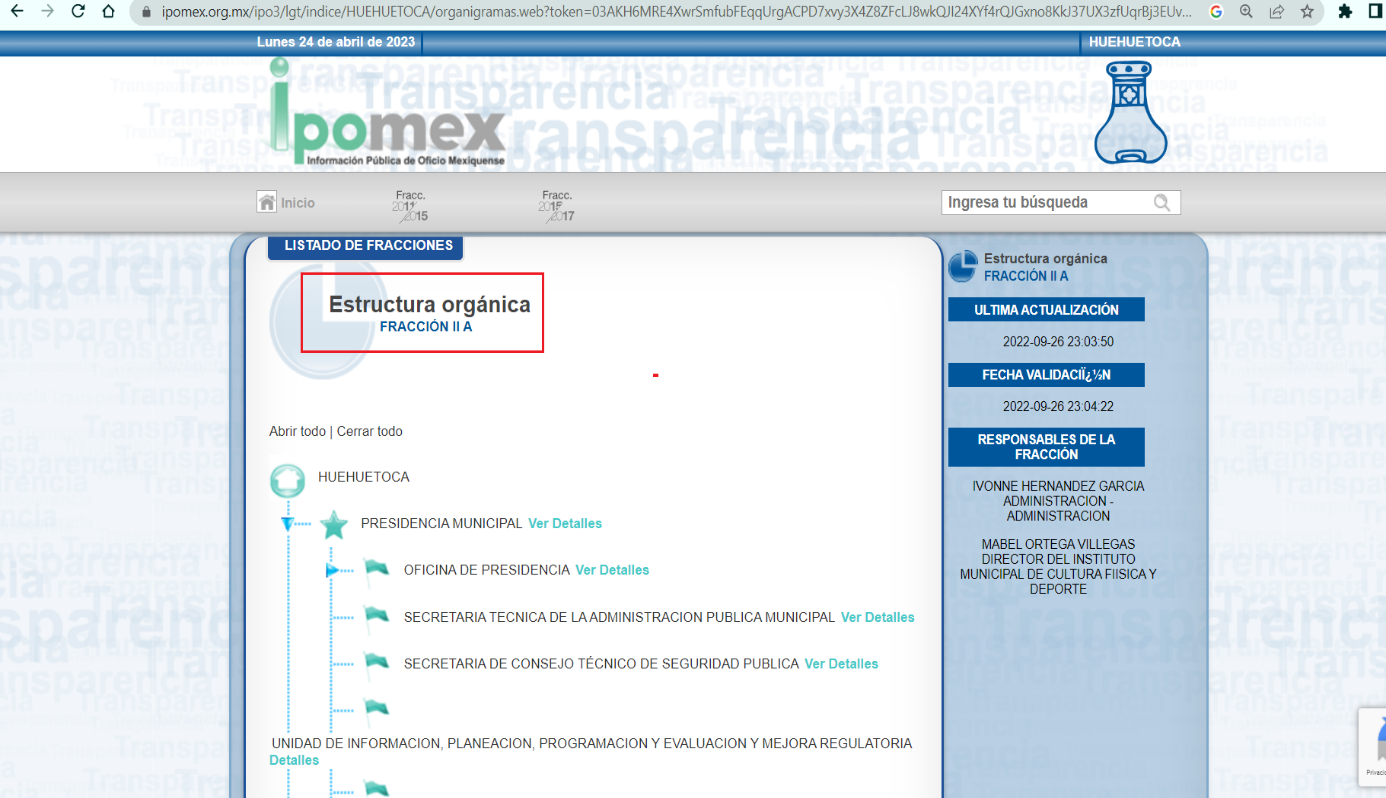 ipomex.org.mx/ipo3/lgt/indice/HUEHUETOCA/organigramas.web?token=03AKH6MRE4XwrSmfubFEqqUrgACPD7xvy3X4Z8ZFcLJ8wkQJI24XYf4rQJGxno8KkJ37UX3zfUqrBj3EUv...
Lunes 24 de abril de 2023
HUEHUETOCA
Transparencia
ipomex
Información Pública de Oficio Mexiquense
Inicio
Fracc.
2015
Fracc.
2017
Ingresa tu búsqueda
LISTADO DE FRACCIONES
Estructura orgánica
FRACCIÓN II A
Abrir todo | Cerrar todo
HUEHUETOCA
PRESIDENCIA MUNICIPAL Ver Detalles
OFICINA DE PRESIDENCIA Ver Detalles
SECRETARIA TECNICA DE LA ADMINISTRACION PUBLICA MUNICIPAL Ver Detalles
SECRETARIA DE CONSEJO TÉCNICO DE SEGURIDAD PUBLICA Ver Detalles
UNIDAD DE INFORMACION, PLANEACION, PROGRAMACION Y EVALUACION Y MEJORA REGULATORIA
Detalles
Estructura orgánica
FRACCIÓN II A
ULTIMA ACTUALIZACIÓN
2022-09-26 23:03:50
FECHA VALIDACIÏ¿½N
2022-09-26 23:04:22
RESPONSABLES DE LA
FRACCIÓN
IVONNE HERNANDEZ GARCIA
ADMINISTRACION -
ADMINISTRACION
MABEL ORTEGA VILLEGAS
DIRECTOR DEL INSTITUTO
MUNICIPAL DE CULTURA FIISICA Y
DEPORTE